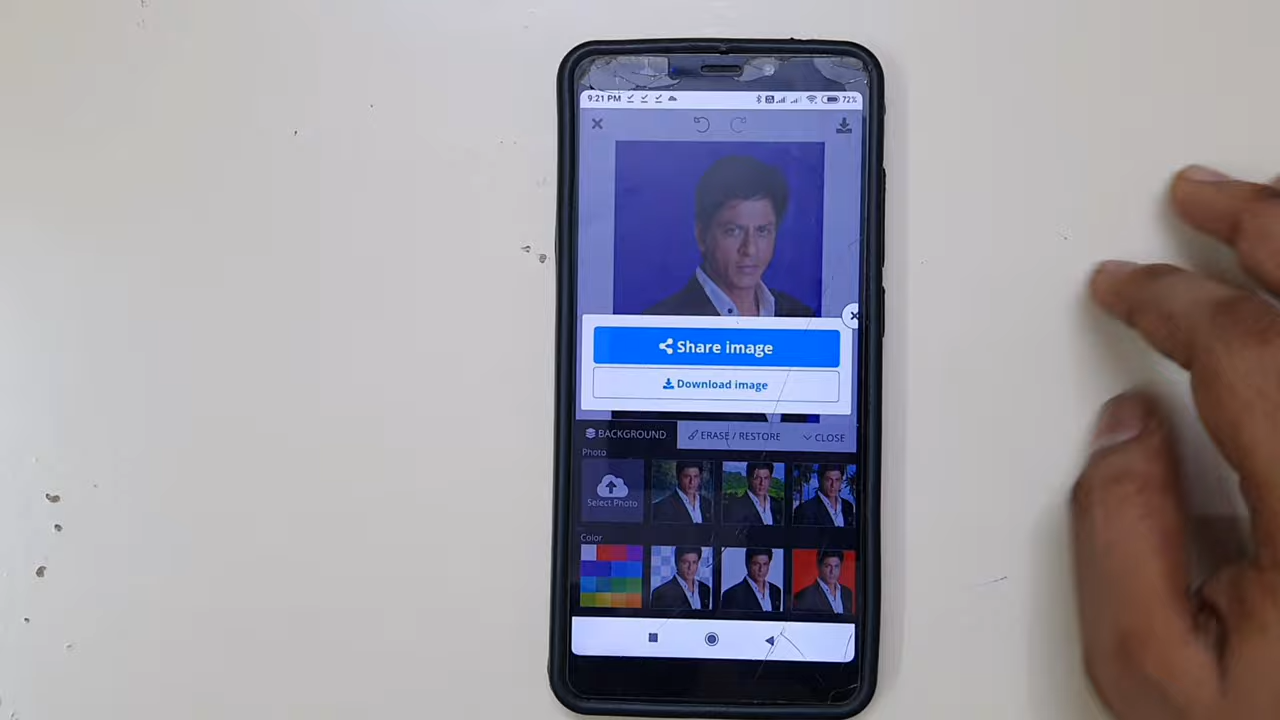 9:21 PM
72%
Share image
Download image
BACKGROUND
ERASE / RESTORE
CLOSE
Photo
Select Photo
Color